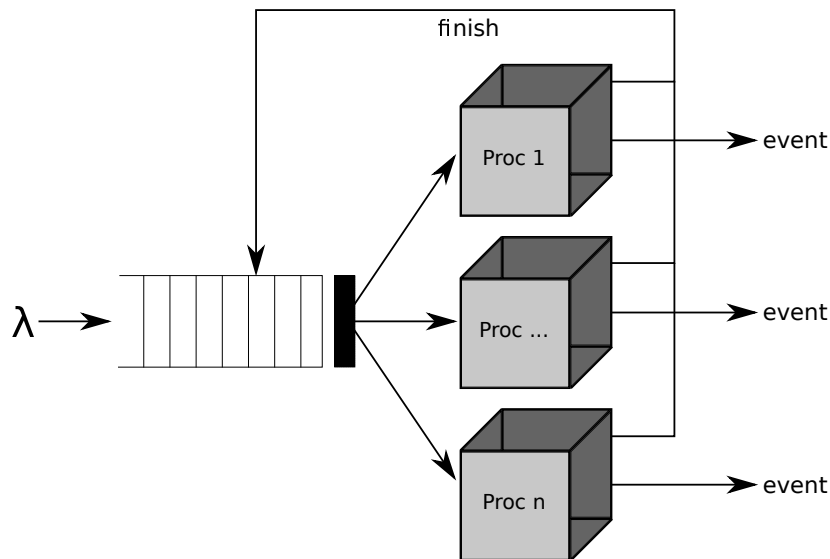 finish
Proc 1
event
λ
Proc ...
event
Proc n
event